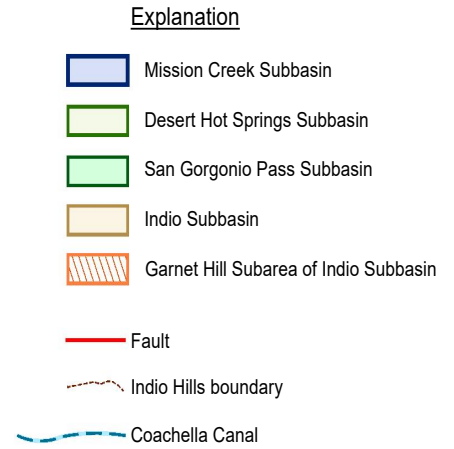 Explanation
Mission Creek Subbasin
Desert Hot Springs Subbasin
San Gorgonio Pass Subbasin
Indio Subbasin
Garnet Hill Subarea of Indio Subbasin
Fault
Indio Hills boundary
Coachella Canal